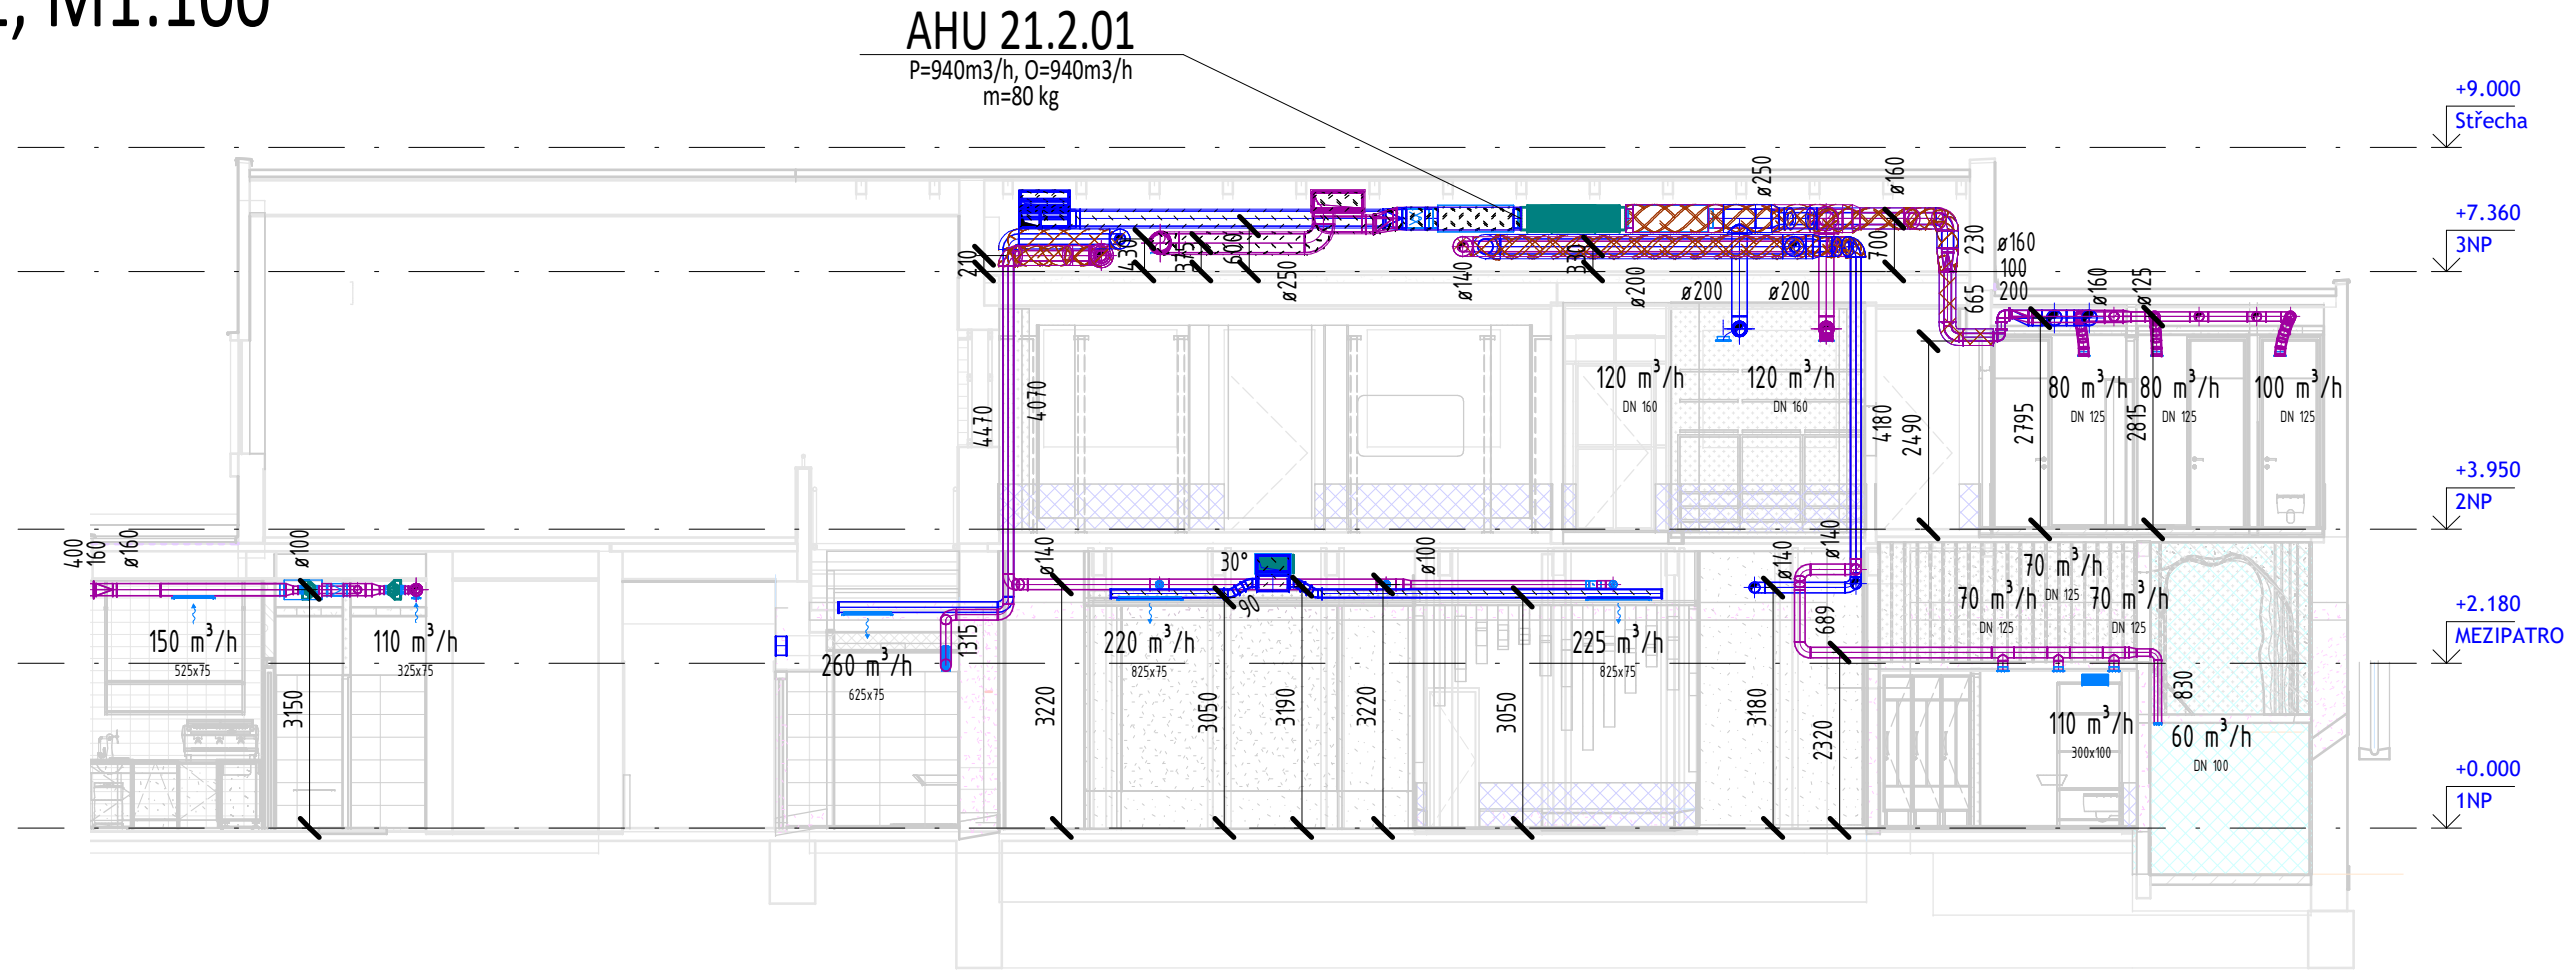 M1:100
AHU 21.2.01
P=940m3/h, O=940m3/h
m=80 kg
+9.000
Střecha
+7.360
3NP
+3.950
2NP
+2.180
MEZIPATRO
+0.000
1NP
ø250
ø160
210
430
375
600
ø250
ø140
330
ø200
ø200
ø200
700
230
665
ø160
100
200
ø160
ø125
120 m³/h
DN 160
120 m³/h
DN 160
80 m³/h
DN 125
80 m³/h
DN 125
100 m³/h
DN 125
4470
4070
4180
2490
2795
2815
400
160
ø160
ø100
ø140
30°
90
ø100
ø140
ø140
70 m³/h
DN 125
70 m³/h
DN 125
70 m³/h
DN 125
150 m³/h
525x75
110 m³/h
325x75
260 m³/h
625x75
1315
220 m³/h
825x75
225 m³/h
825x75
689
830
3150
3220
3050
3190
3220
3050
3180
2320
110 m³/h
300x100
60 m³/h
DN 100